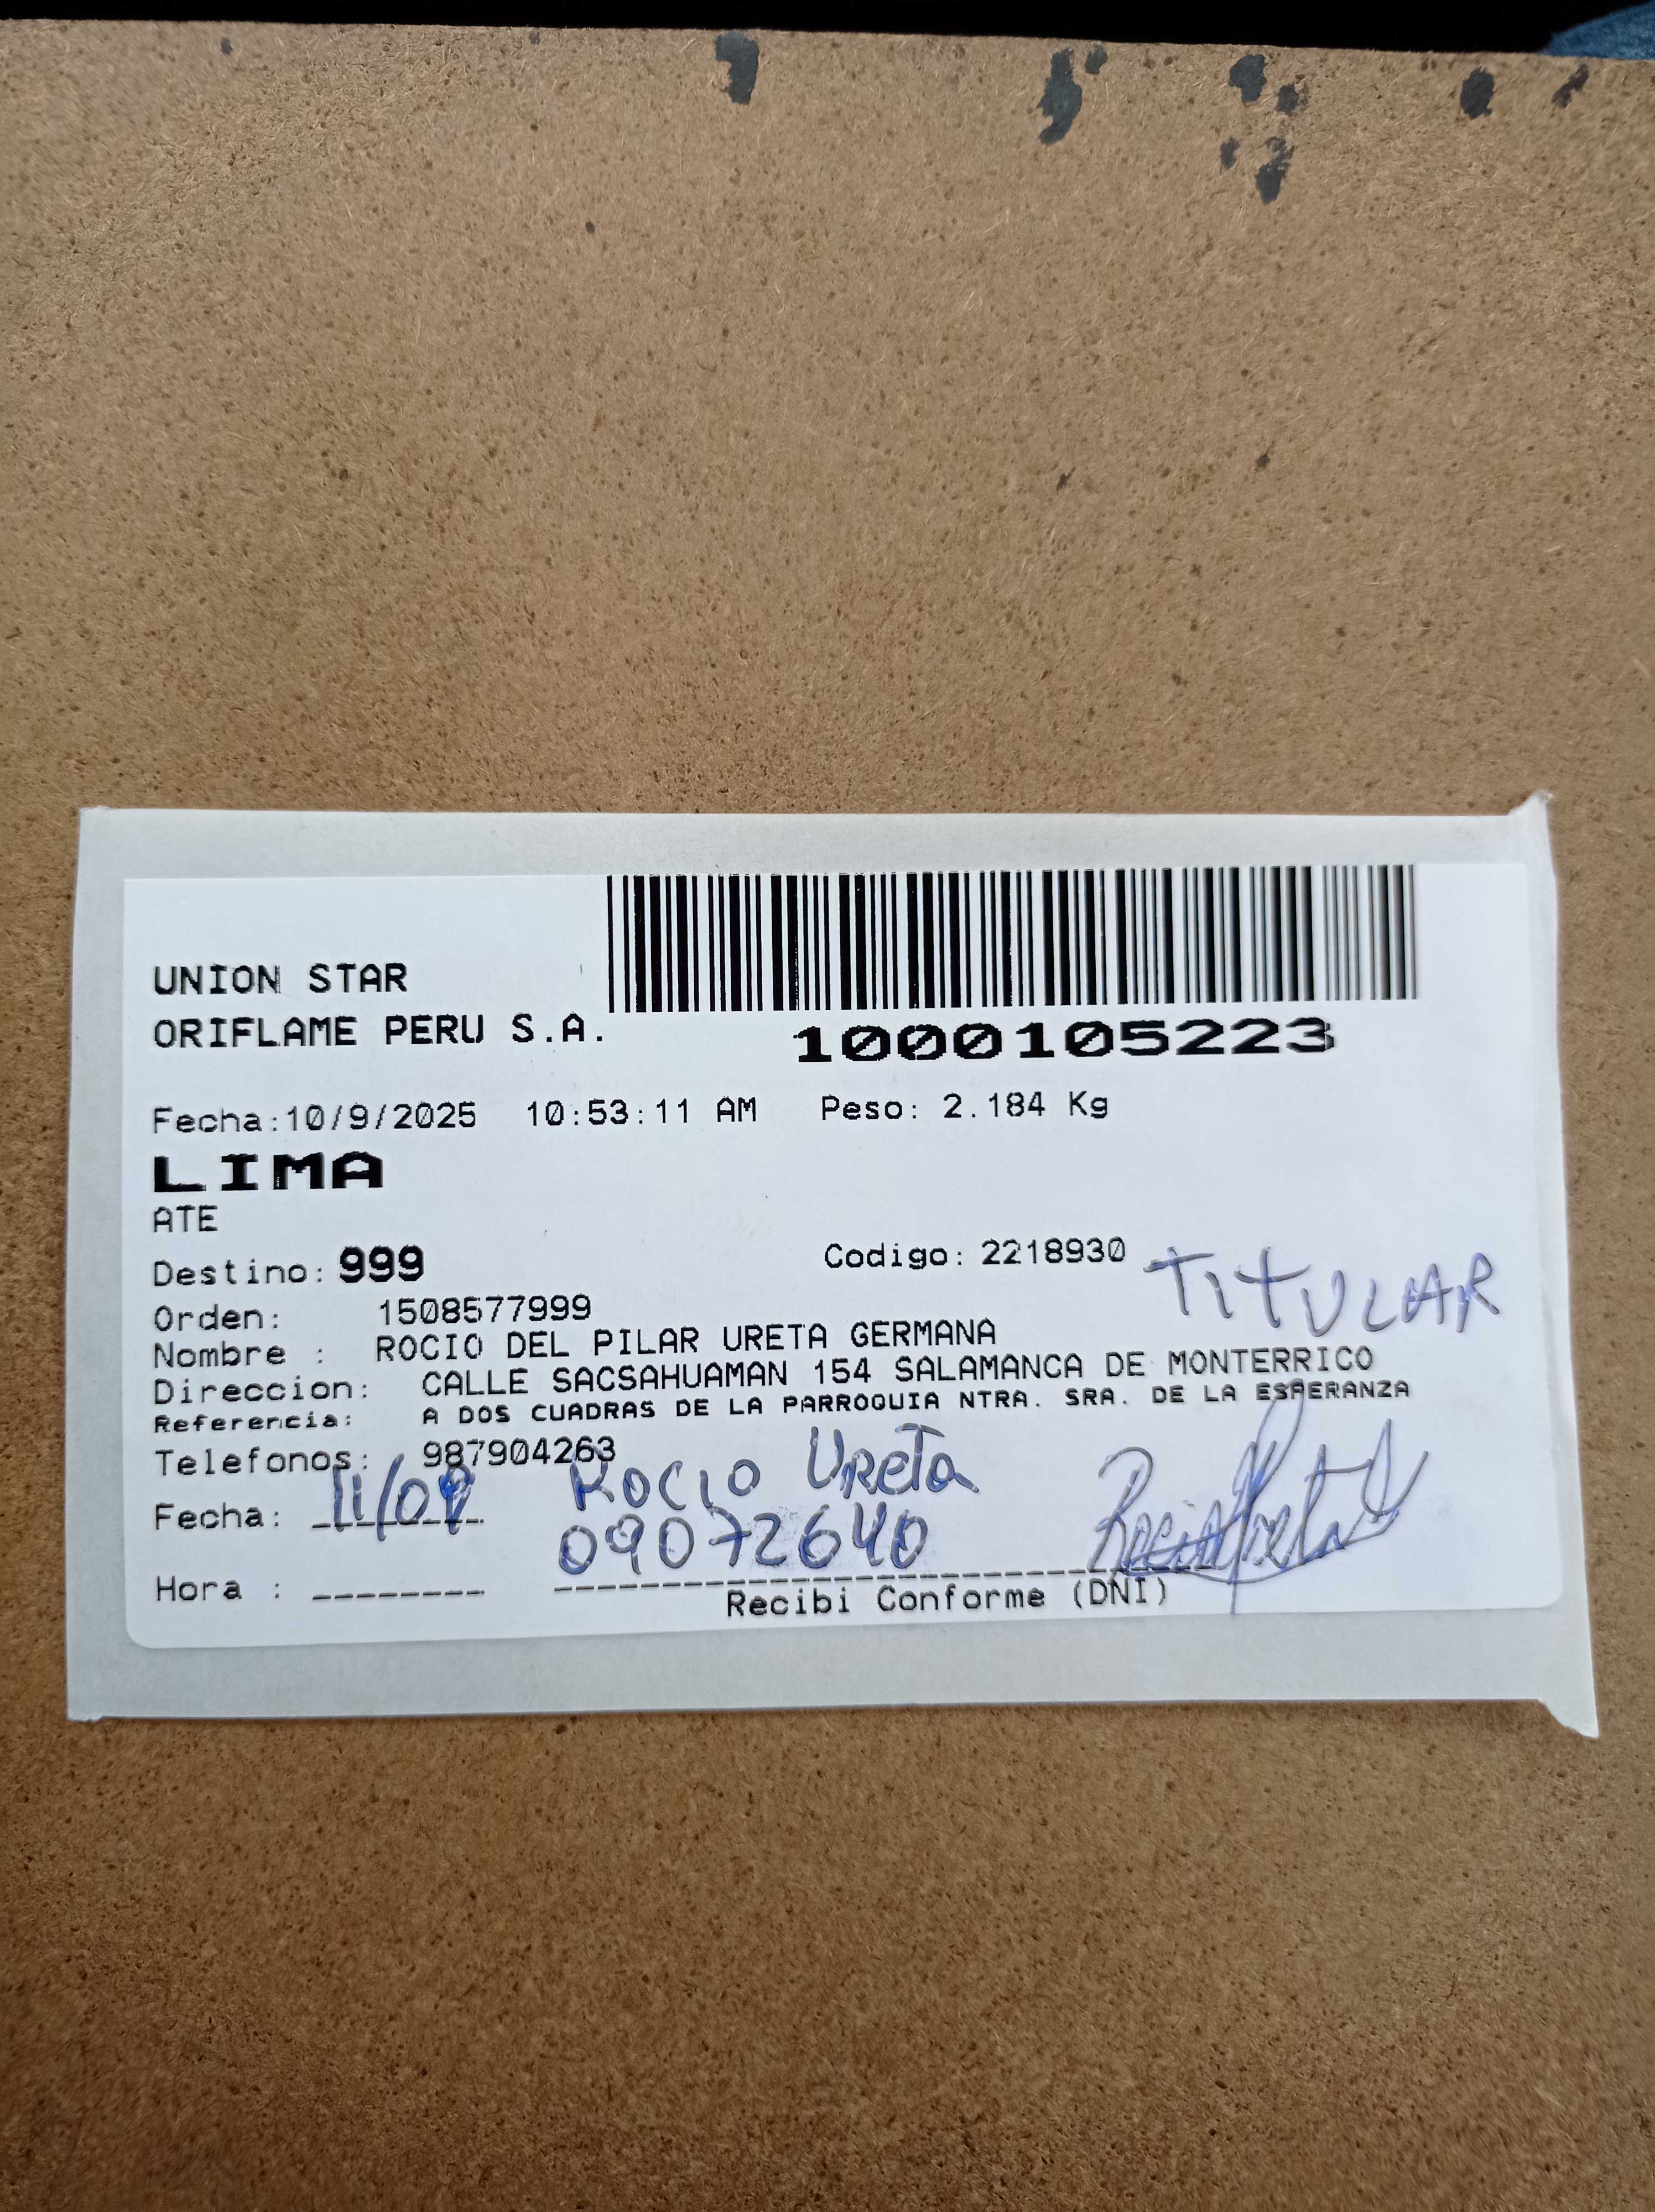 UNION STAR
ORIFLAME PERU S.A.
1000105223
Fecha:10/9/2025 10:53:11 AM Peso: 2.184 Kg
LIMA
ATE
Destino: 999 Codigo: 2218930 TITULAR
Orden: 1508577999
Nombre : ROCIO DEL PILAR URETA GERMANA
Direccion: CALLE SACSAHUAMAN 154 SALAMANCA DE MONTERRICO
Referencia: A DOS CUADRAS DE LA PARROQUIA NTRA. SRA. DE LA ESPERANZA
Telefonos: 987904263
Fecha: 11/09 Rocio Ureta
09072640
Hora :
Recibi Conforme (DNI)